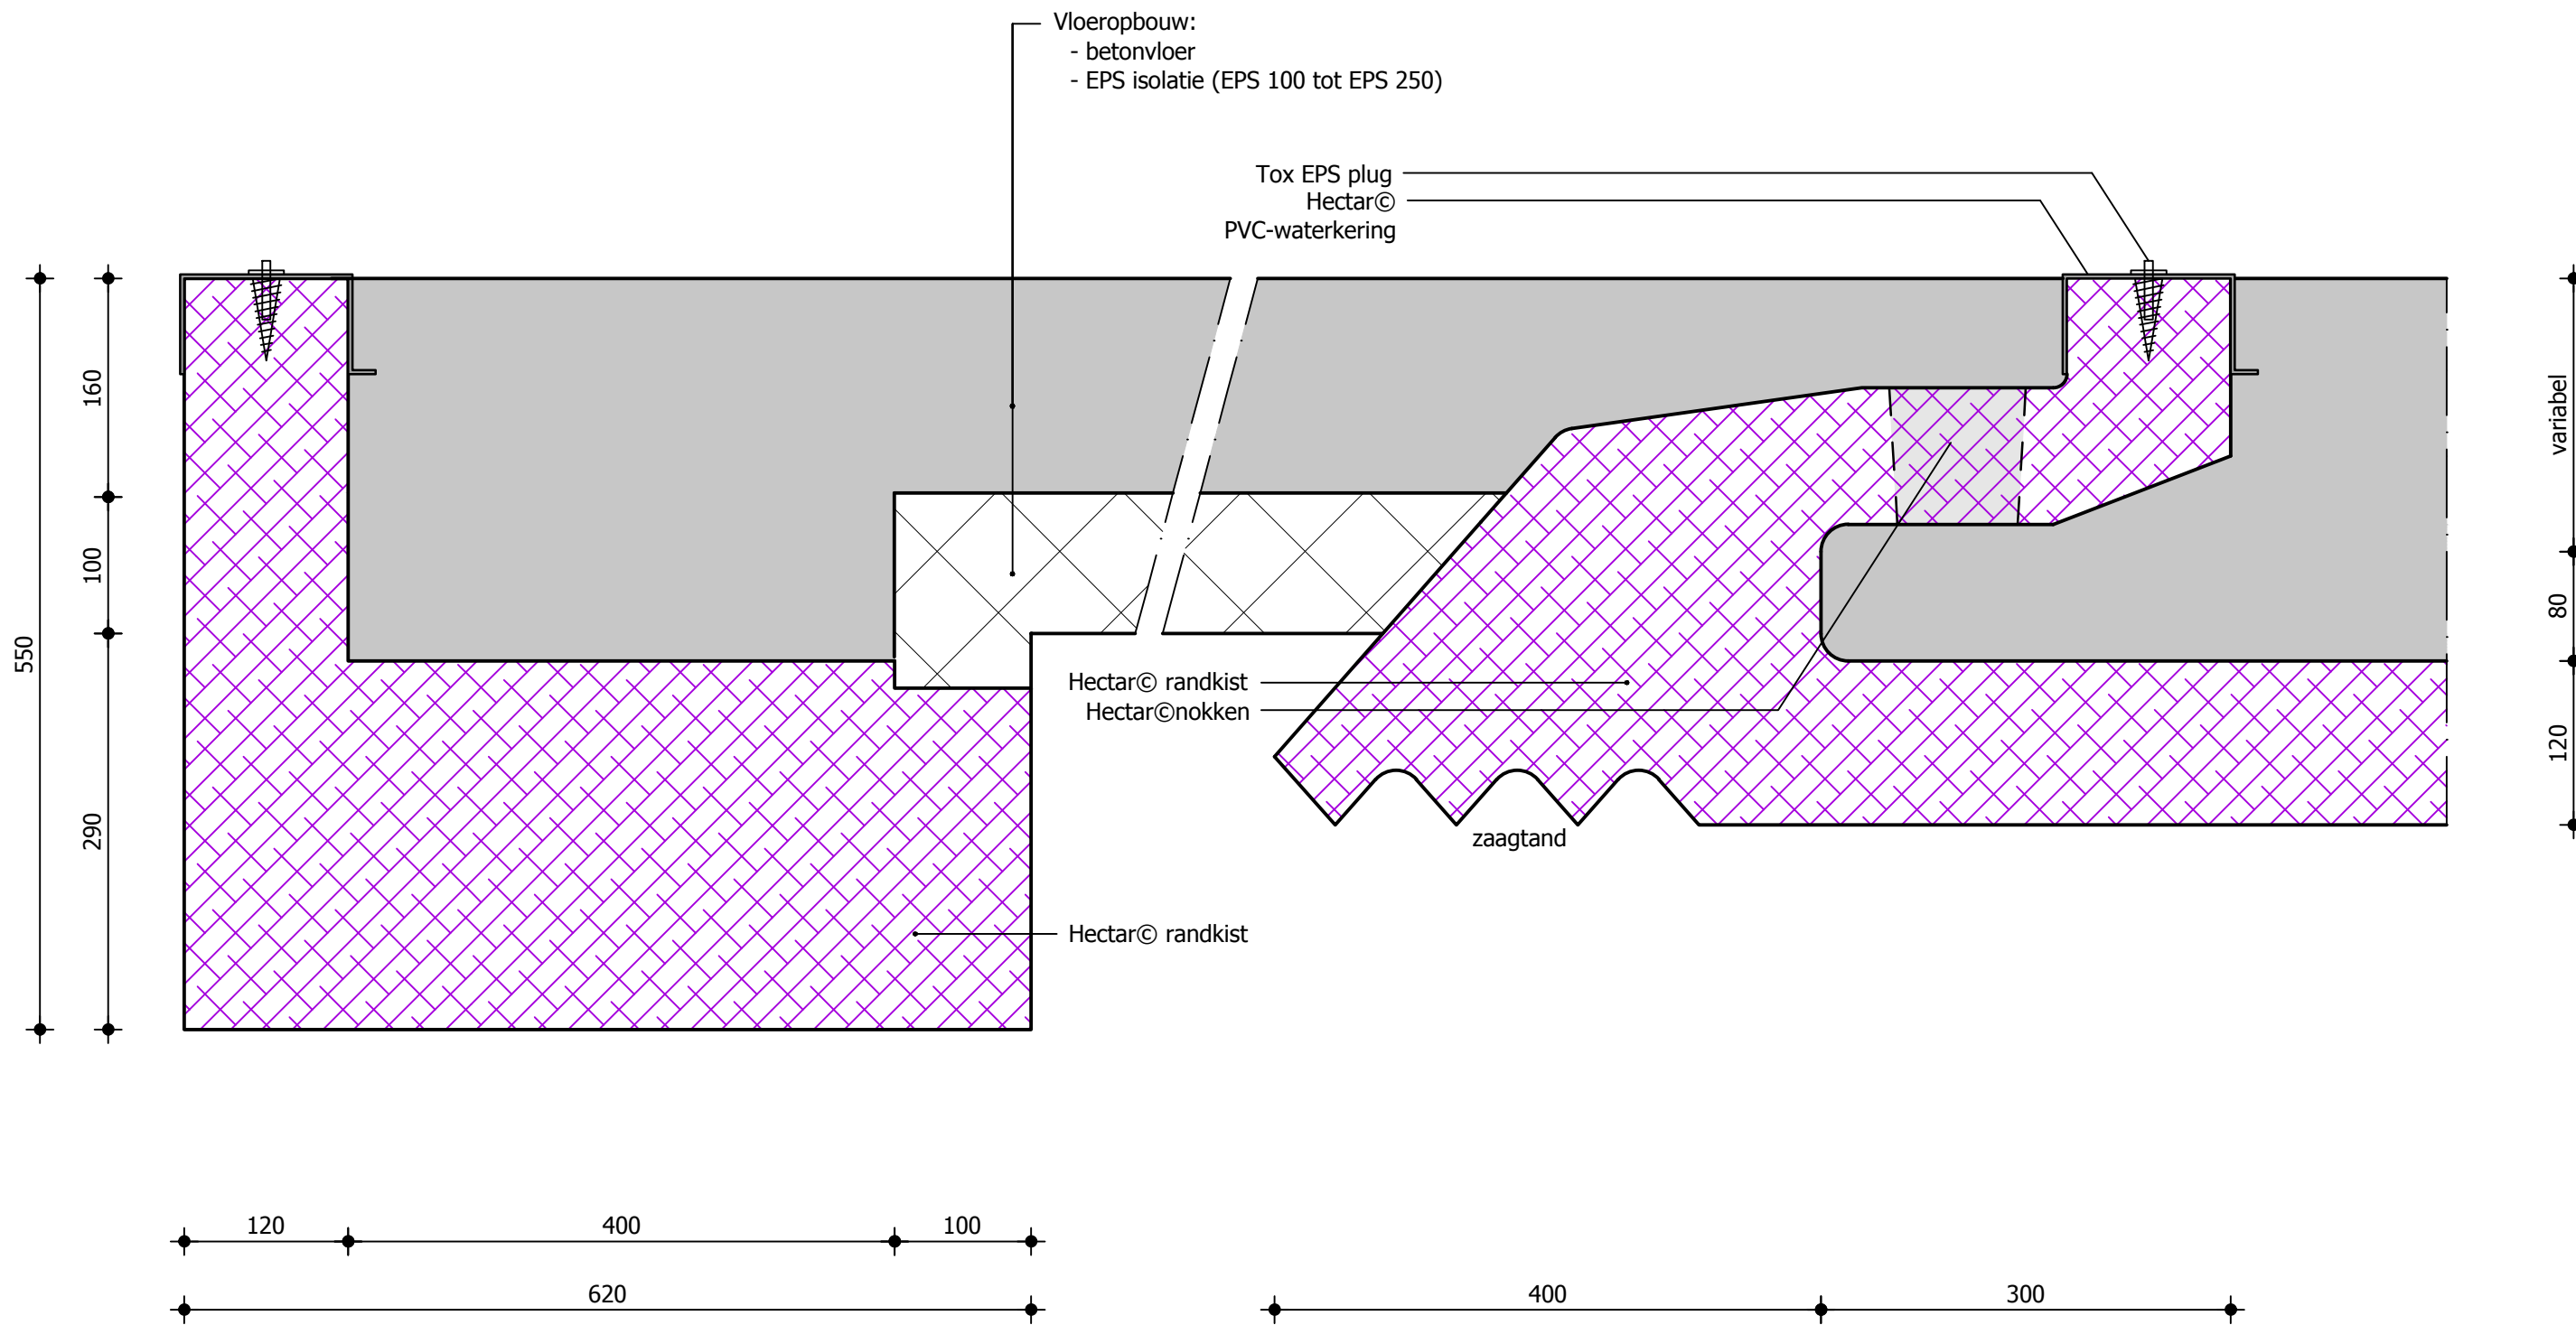 Vloeropbouw:
- betonvloer
- EPS isolatie (EPS 100 tot EPS 250)
Tox EPS plug
Hectar©
PVC-waterkering
550
160
100
290
variabel
80
120
Hectar© randkist
Hectar©nokken
zaagtand
Hectar© randkist
120
400
100
620
400
300